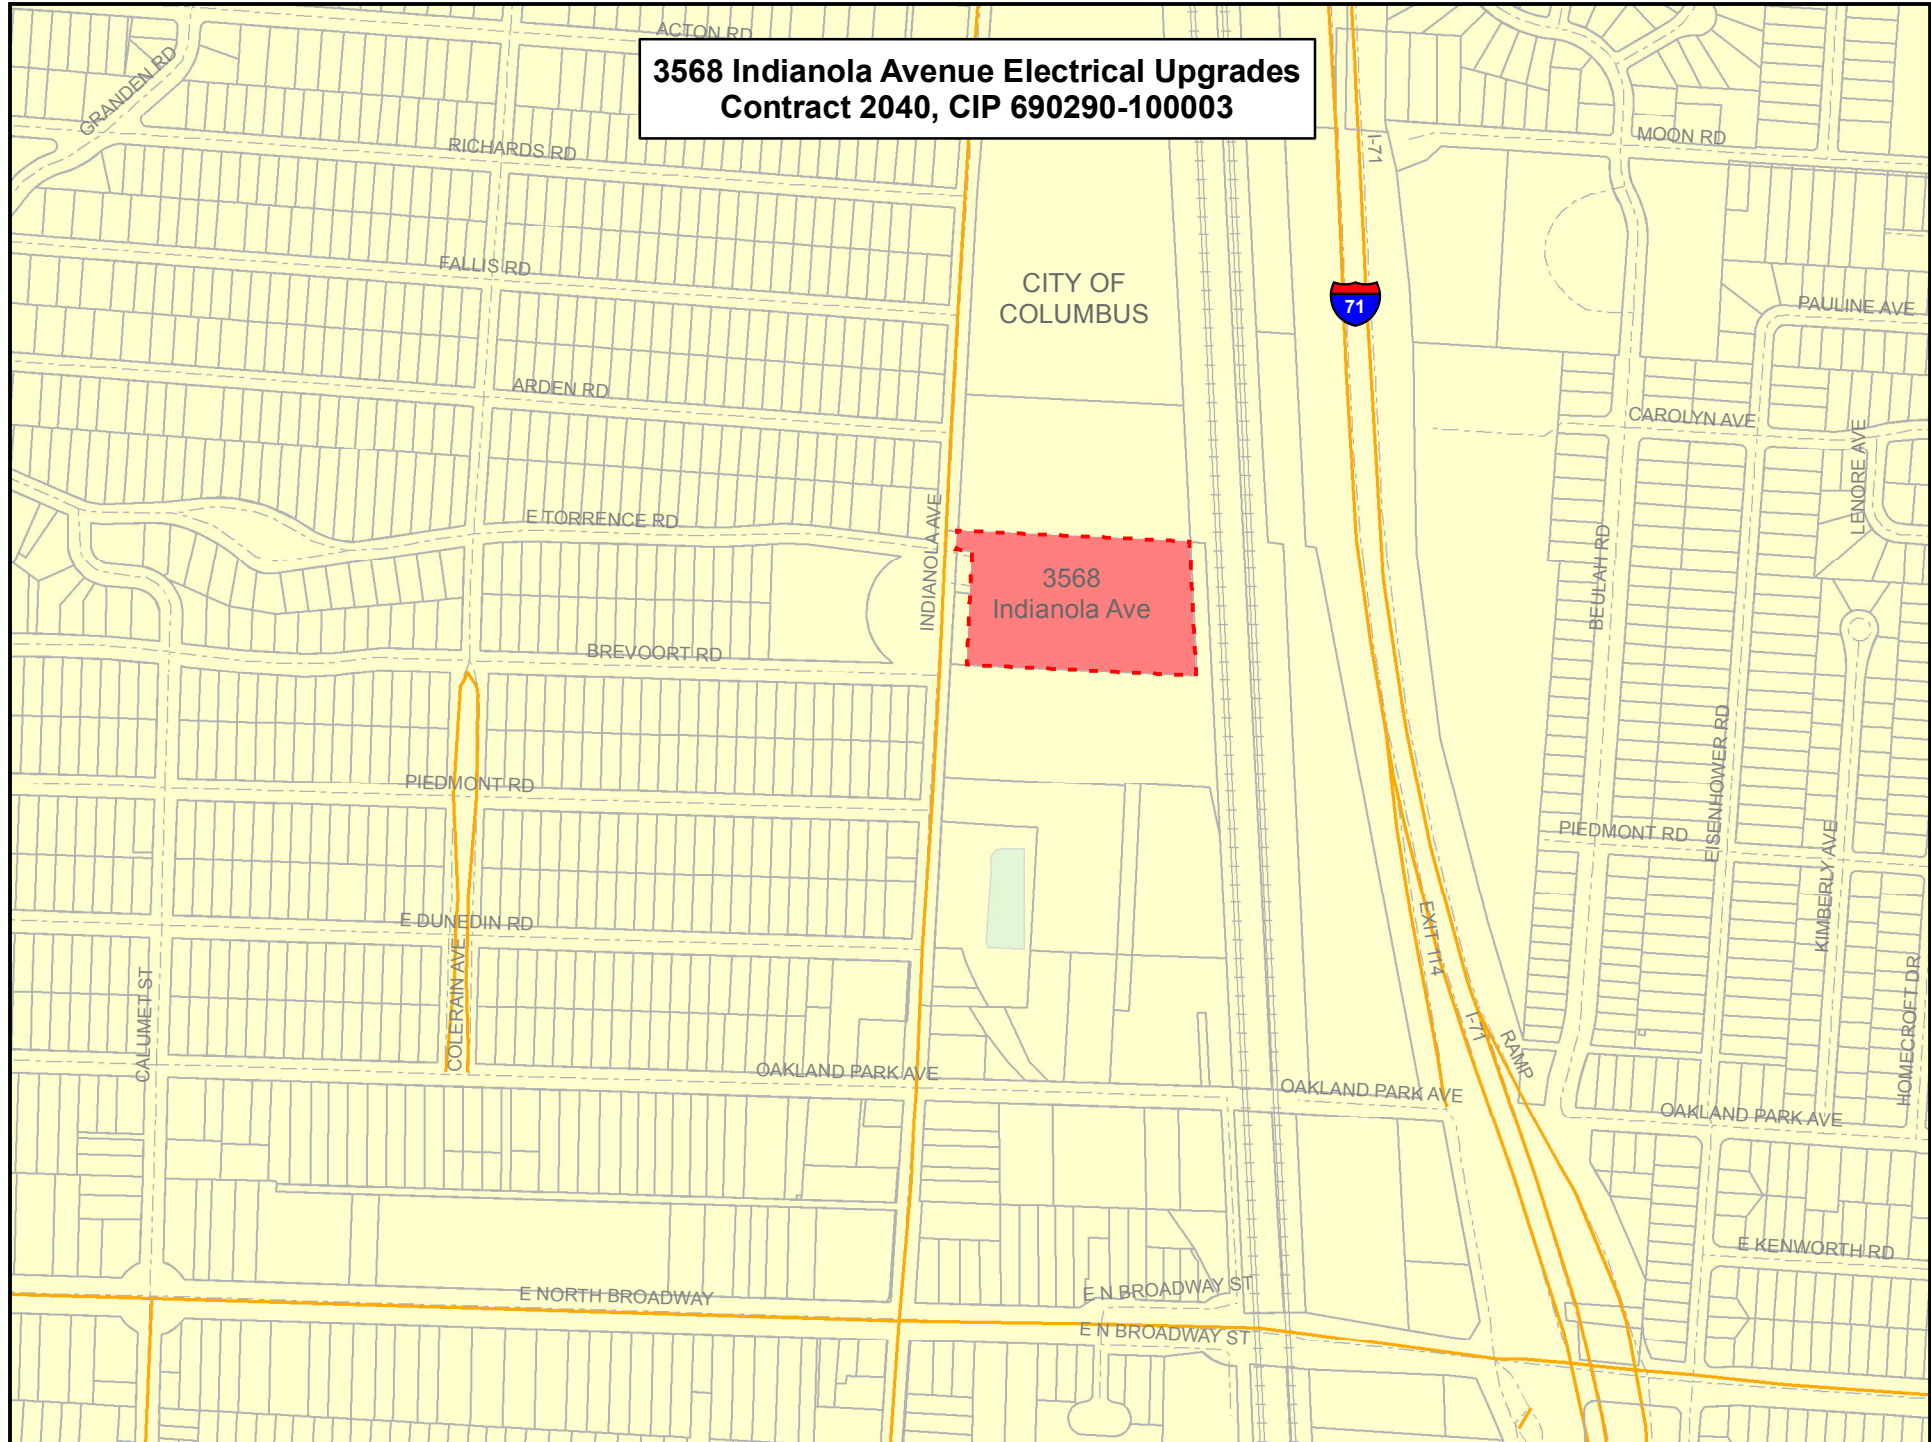 ACTON RD
3568 Indianola Avenue Electrical Upgrades
Contract 2040, CIP 690290-100003
GRANDEN RD
RICHARDS RD
I-71
MOON RD
FALLIS RD
CITY OF
COLUMBUS
71
PAULINE AVE
ARDEN RD
CAROLYN AVE
LENORE AVE
E TORRENCE RD
INDIANOLA AVE
3568
Indianola Ave
BEULAH RD
BREVOORT RD
EISENHOWER RD
PIEDMONT RD
PIEDMONT RD
KIMBERLY AVE
E DUNEDIN RD
EXIT 114
COLERAIN AVE
CALUMET ST
I-71
RAMP
HOMECROFT DR
OAKLAND PARK AVE
OAKLAND PARK AVE
OAKLAND PARK AVE
E KENWORTH RD
E NORTH BROADWAY
E N BROADWAY ST
E N BROADWAY ST